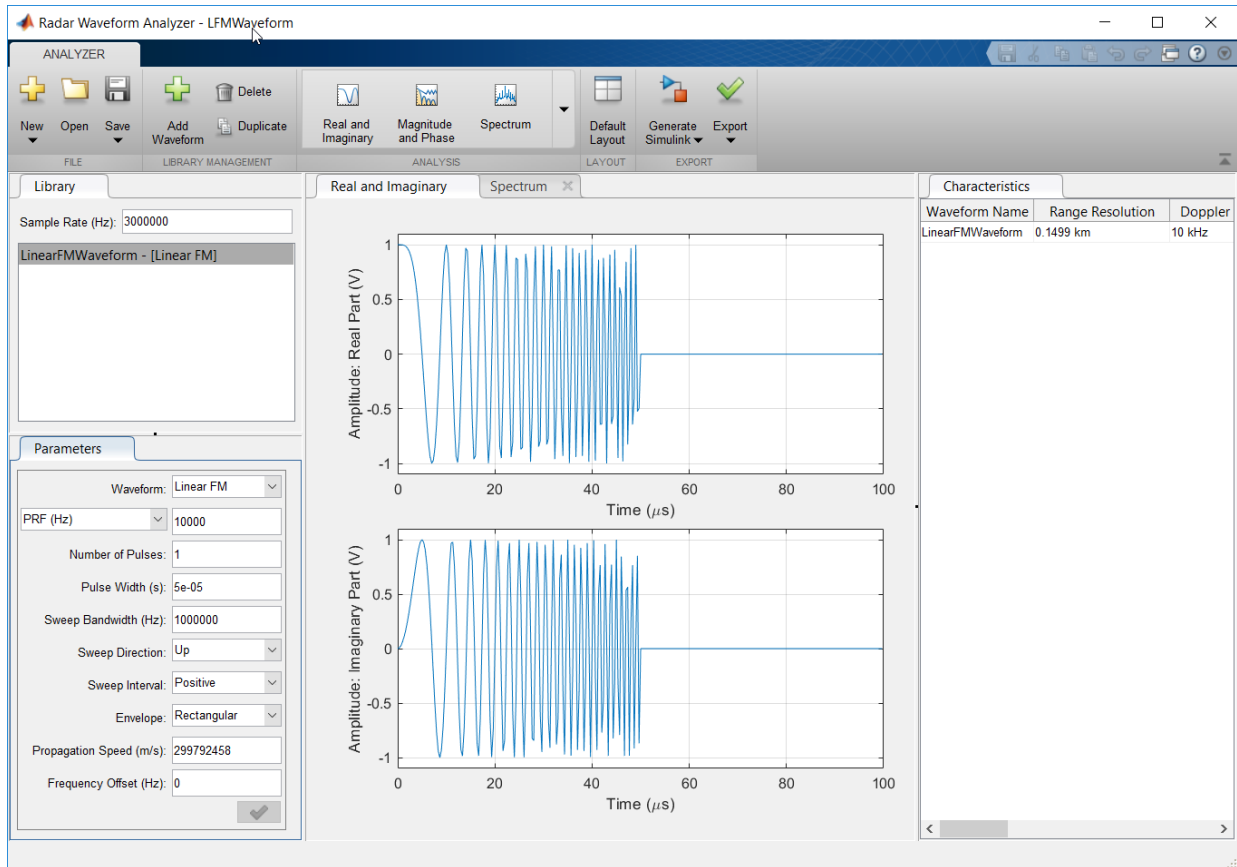 Radar Waveform Analyzer - LFMWaveform
ANALYZER
New
Open
Save
Add
Waveform
Delete
Duplicate
Real and
Imaginary
Magnitude
and Phase
Spectrum
Default
Layout
Generate
Simulink
Export
FILE
LIBRARY MANAGEMENT
ANALYSIS
LAYOUT
EXPORT
Library
Sample Rate (Hz): 3000000
LinearFMWaveform - [Linear FM]
Parameters
Waveform: Linear FM
PRF (Hz) 10000
Number of Pulses: 1
Pulse Width (s): 5e-05
Sweep Bandwidth (Hz): 1000000
Sweep Direction: Up
Sweep Interval: Positive
Envelope: Rectangular
Propagation Speed (m/s): 299792458
Frequency Offset (Hz): 0
Real and Imaginary
Spectrum
Amplitude: Real Part (V)
1
0.5
0
-0.5
-1
0 20 40 60 80 100
Time (μs)
Amplitude: Imaginary Part (V)
1
0.5
0
-0.5
-1
0 20 40 60 80 100
Time (μs)
Characteristics
Waveform Name Range Resolution Doppler
LinearFMWaveform 0.1499 km 10 kHz